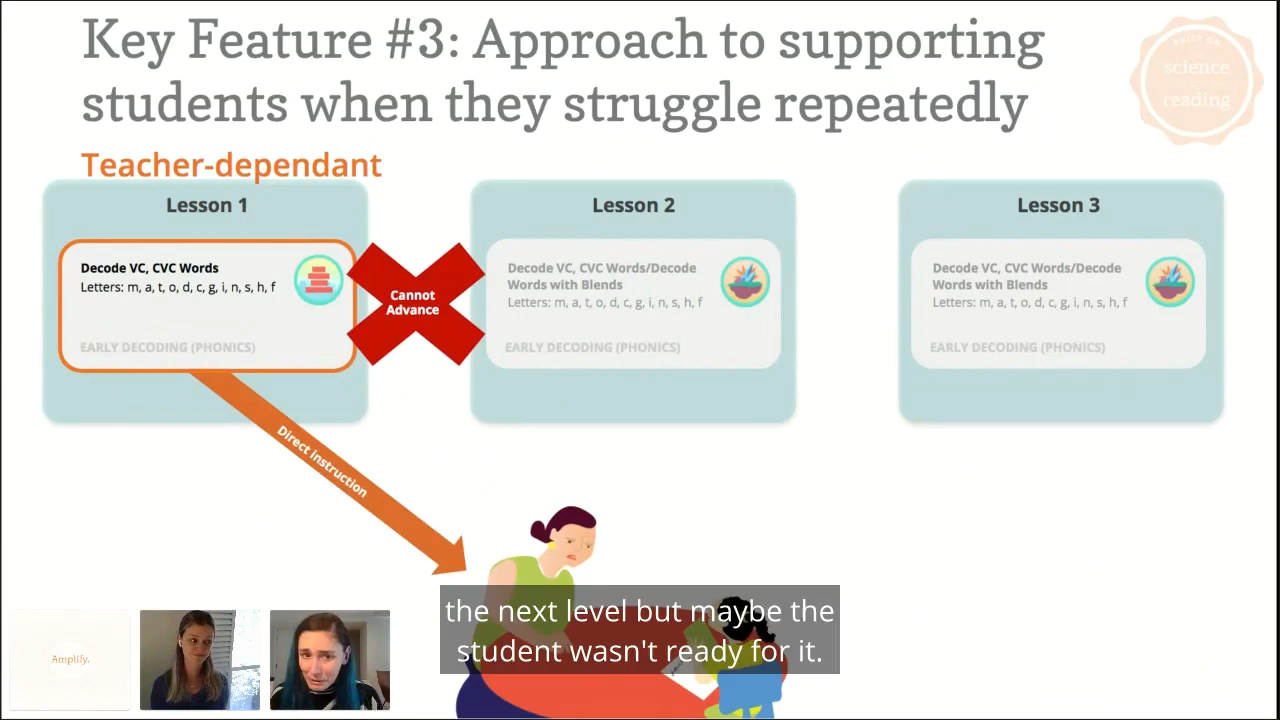 Key Feature #3: Approach to supporting
students when they struggle repeatedly
BUILT ON
science
reading
Teacher-dependant
Lesson 1
Decode VC, CVC Words
Letters: m, a, t, o, d, c, g, i, n, s, h, f
EARLY DECODING (PHONICS)
Cannot
Advance
Lesson 2
Decode VC, CVC Words/Decode
Words with Blends
Letters: m, a, t, o, d, c, g, i, n, s, h, f
EARLY DECODING (PHONICS)
Lesson 3
Decode VC, CVC Words/Decode
Words with Blends
Letters: m, a, t, o, d, c, g, i, n, s, h, f
EARLY DECODING (PHONICS)
Direct instruction
the next level but maybe the
student wasn't ready for it.
Amplify.